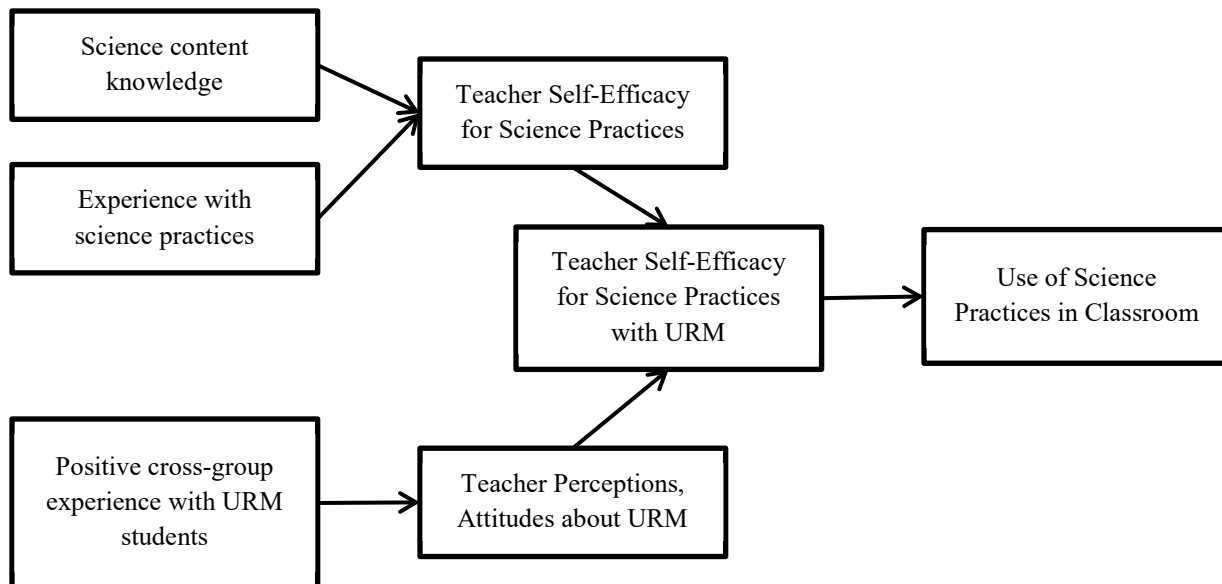 Science content
knowledge
Experience with
science practices
Teacher Self-Efficacy
for Science Practices
Teacher Self-Efficacy
for Science Practices
with URM
Use of Science
Practices in Classroom
Positive cross-group
experience with URM
students
Teacher Perceptions,
Attitudes about URM